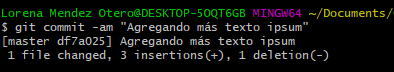 Lorena Mendez Otero@DESKTOP-5OQT6GB MINGW64 ~/Documents/
$ git commit -am "Agregando más texto ipsum"
[master df7a025] Agregando más texto ipsum
 1 file changed, 3 insertions(+), 1 deletion(-)